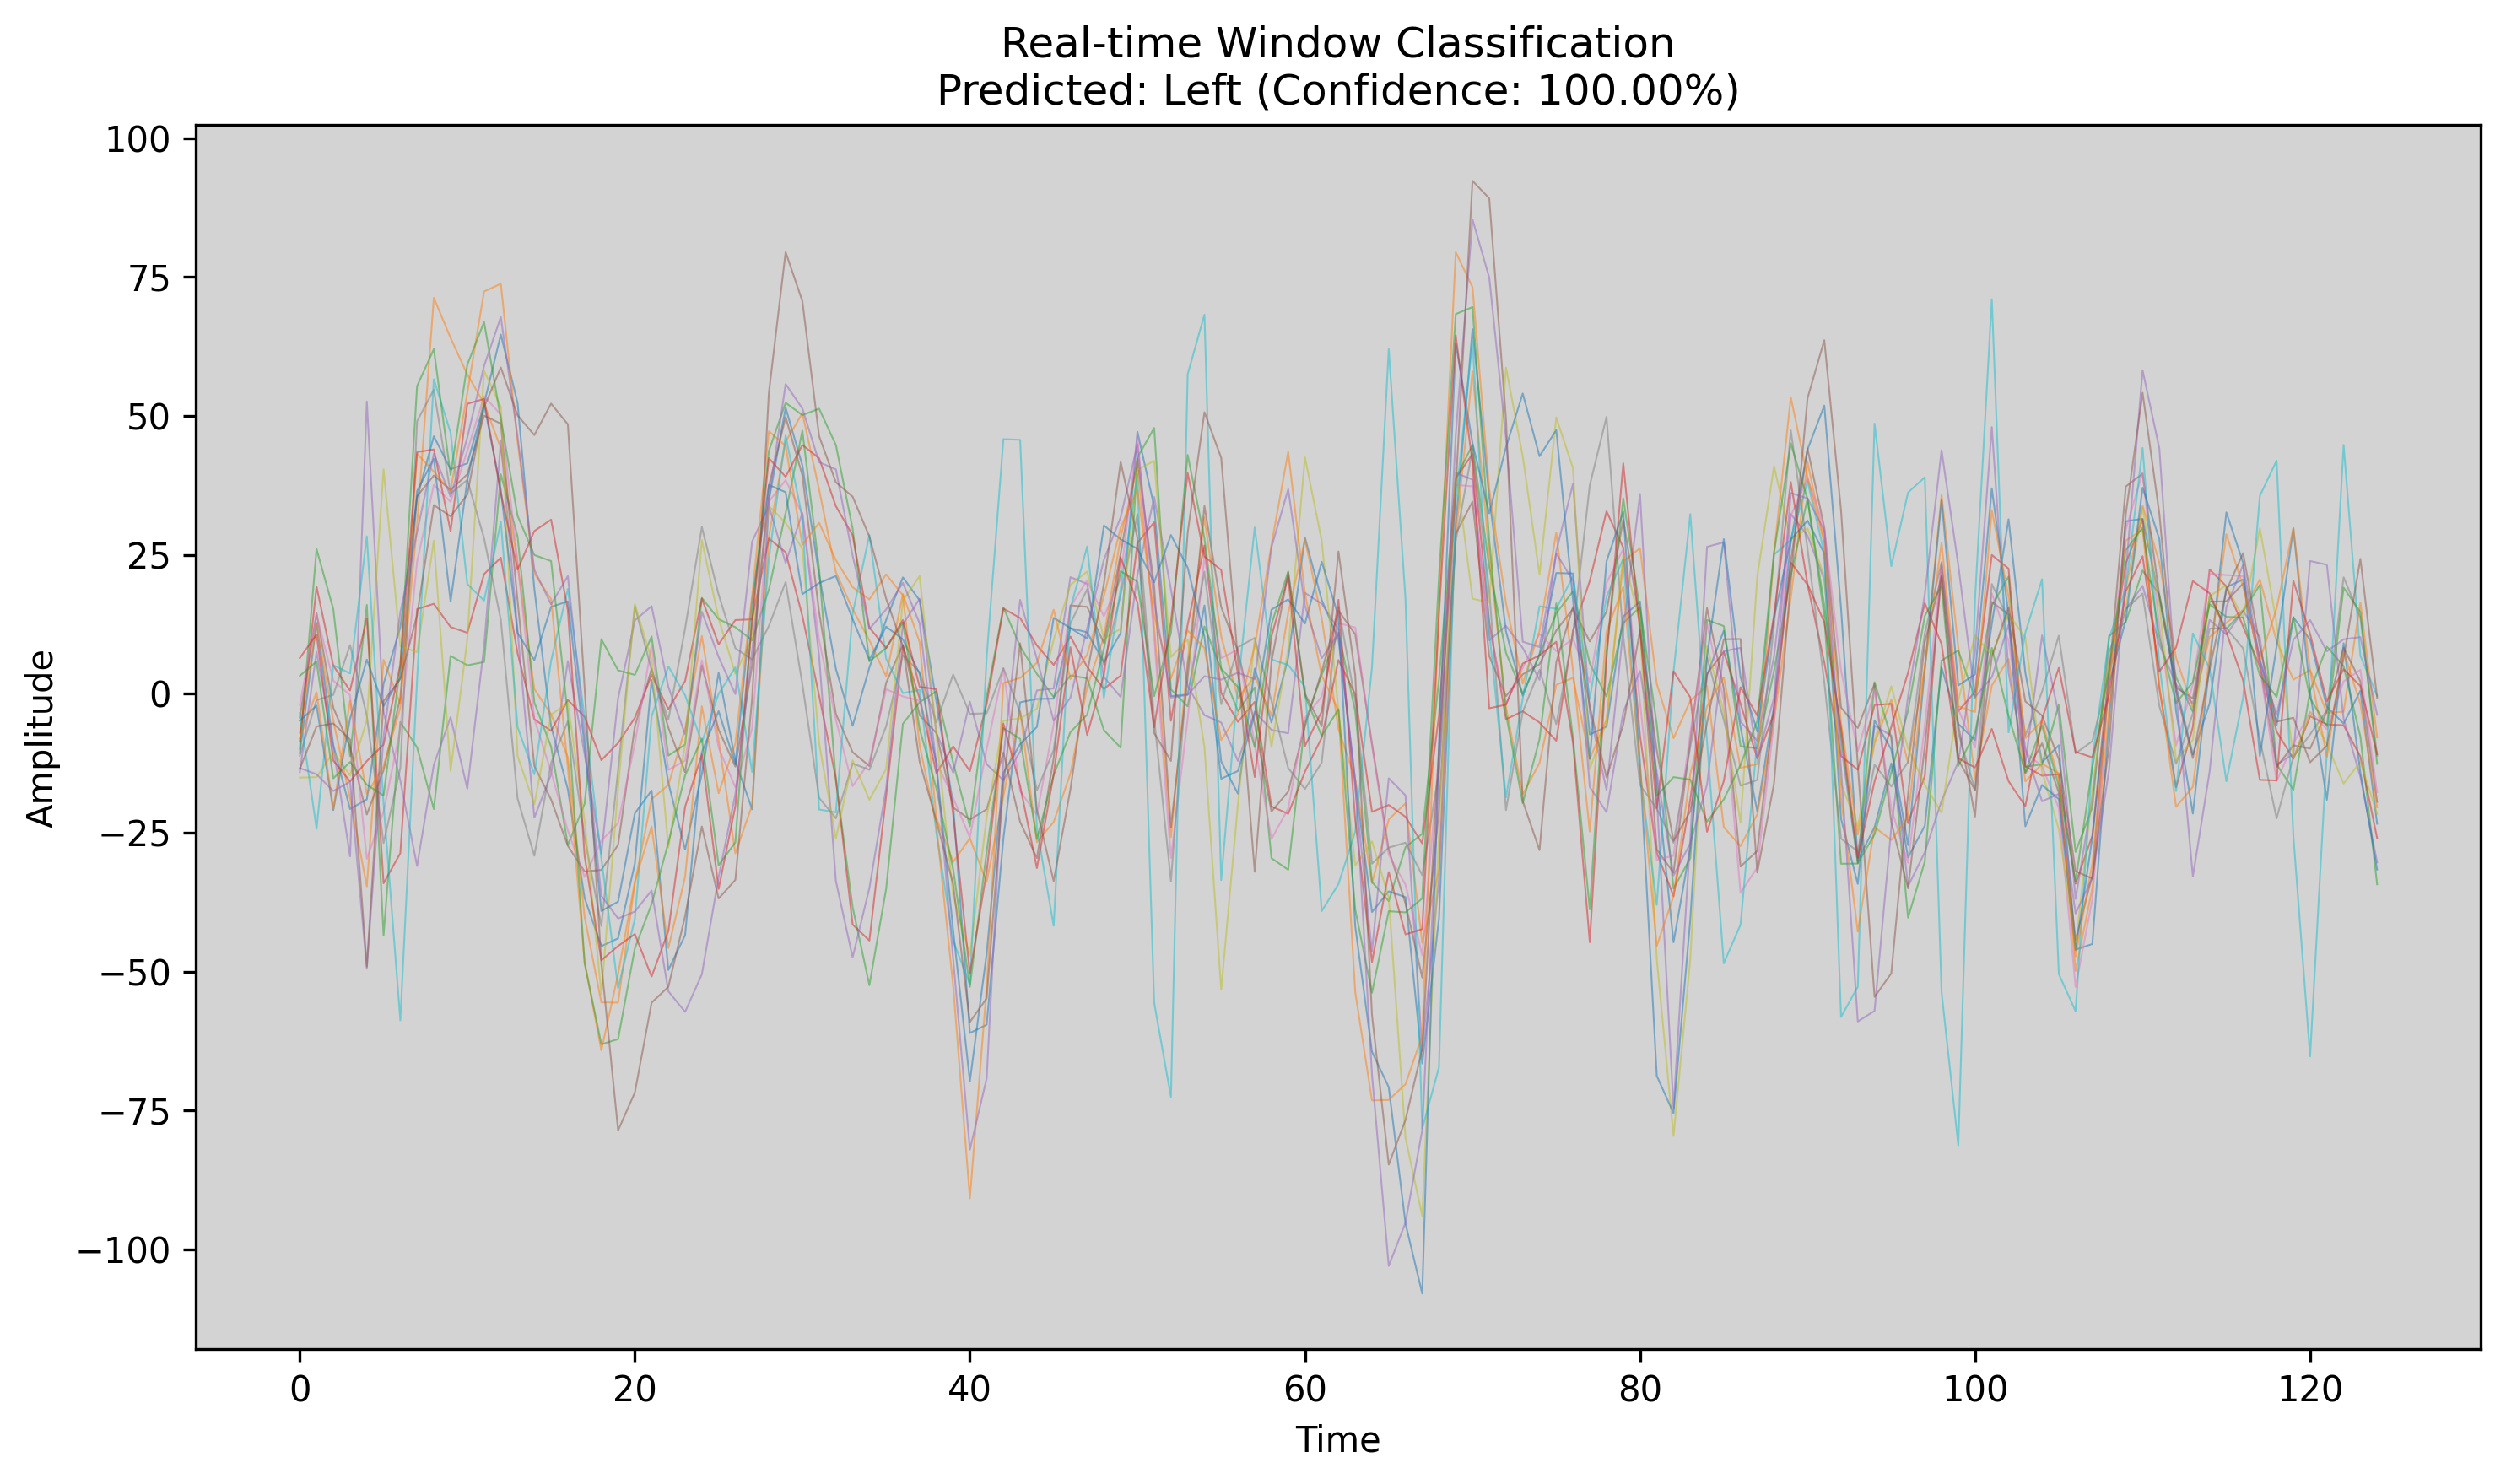 Real-time Window Classification
Predicted: Left (Confidence: 100.00%)
100
75
50
25
0
−25
−50
−75
−100
Amplitude
0 20 40 60 80 100 120
Time